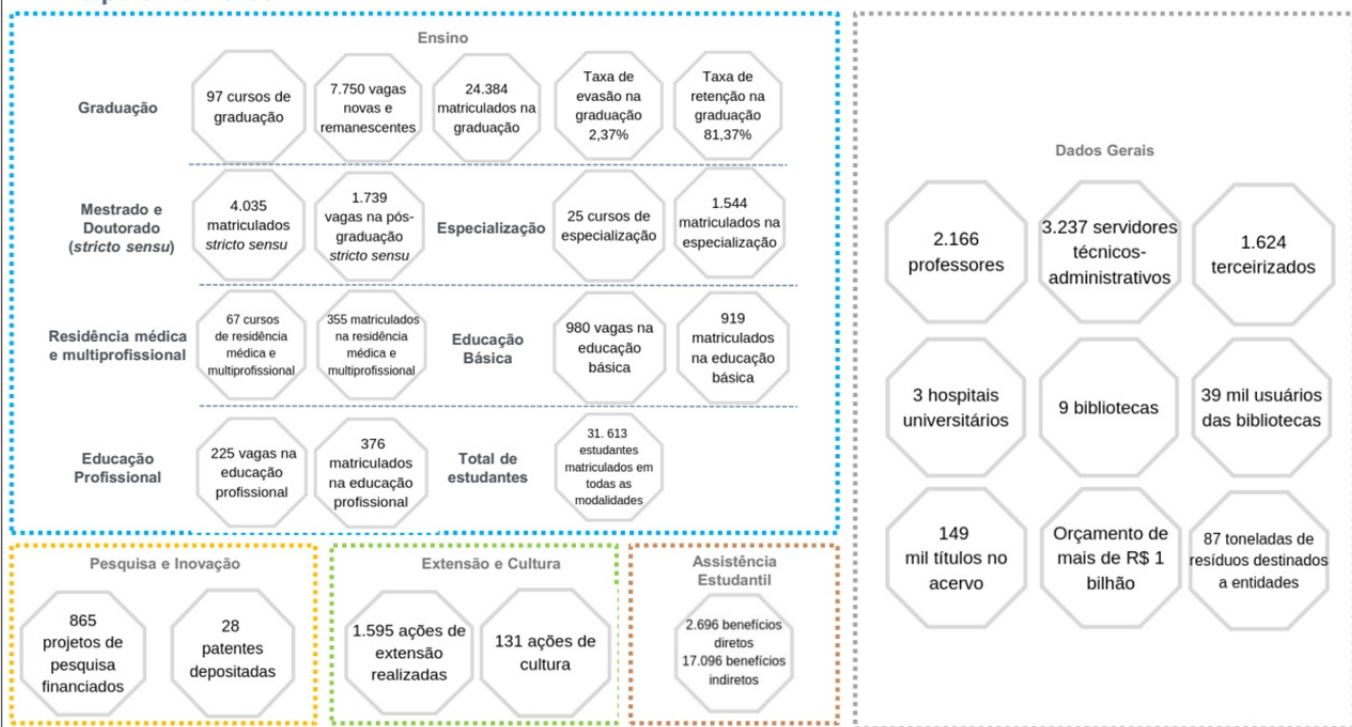 Ensino
Graduação
97 cursos de
graduação
7.750 vagas
novas e
remanescentes
24.384
matriculados na
graduação
Taxa de
evasão na
graduação
2,37%
Taxa de
retenção na
graduação
81,37%
Mestrado e
Doutorado
(stricto sensu)
4.035
matriculados
stricto sensu
1.739
vagas na pós-
graduação
stricto sensu
Especialização
25 cursos de
especialização
1.544
matriculados na
especialização
Residência médica
e multiprofissional
67 cursos
de residência
médica e
multiprofissional
355 matriculados
na residência
médica e
multiprofissional
Educação
Básica
980 vagas na
educação
básica
919
matriculados
na educação
básica
Educação
Profissional
225 vagas na
educação
profissional
376
matriculados
na educação
profissional
Total de
estudantes
31. 613
estudantes
matriculados em
todas as
modalidades
Pesquisa e Inovação
865
projetos de
pesquisa
financiados
28
patentes
depositadas
Extensão e Cultura
1.595 ações de
extensão
realizadas
131 ações de
cultura
Assistência
Estudantil
2.696 benefícios
diretos
17.096 benefícios
indiretos
Dados Gerais
2.166
professores
3.237 servidores
técnicos-
administrativos
1.624
terceirizados
3 hospitais
universitários
9 bibliotecas
39 mil usuários
das bibliotecas
149
mil títulos no
acervo
Orçamento de
mais de R$ 1
bilhão
87 toneladas de
resíduos destinados
a entidades